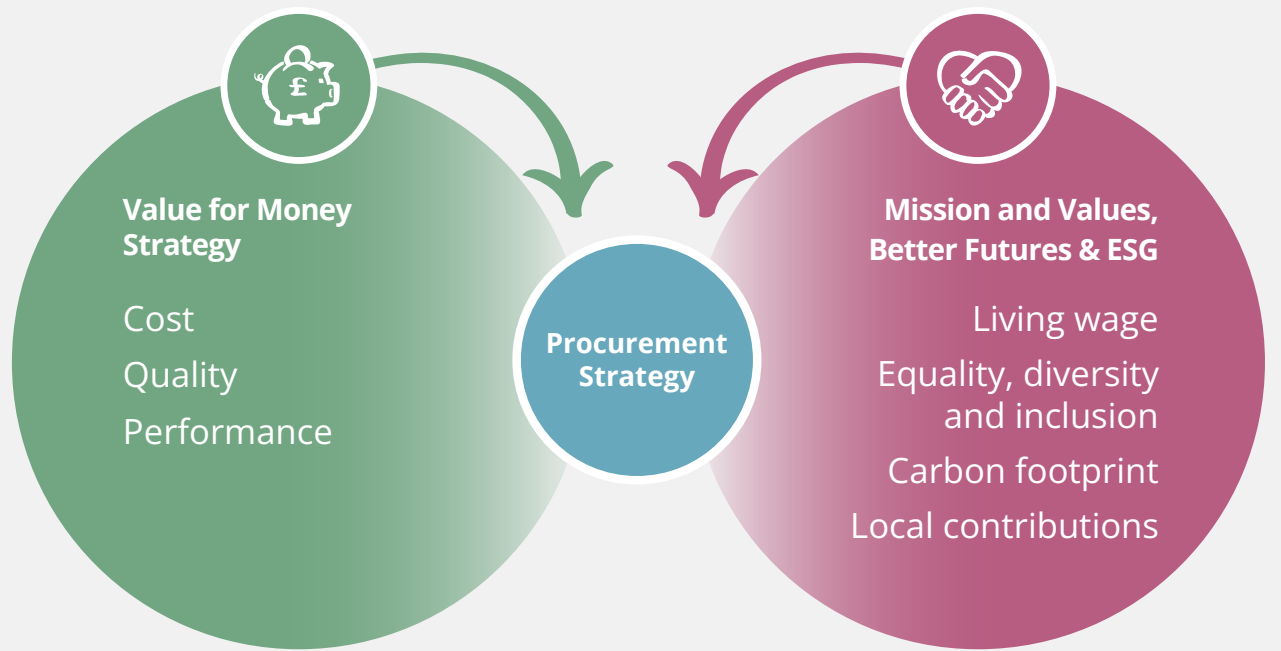 £
Value for Money
Strategy
Cost
Quality
Performance
Procurement
Strategy
Mission and Values,
Better Futures & ESG
Living wage
Equality, diversity
and inclusion
Carbon footprint
Local contributions